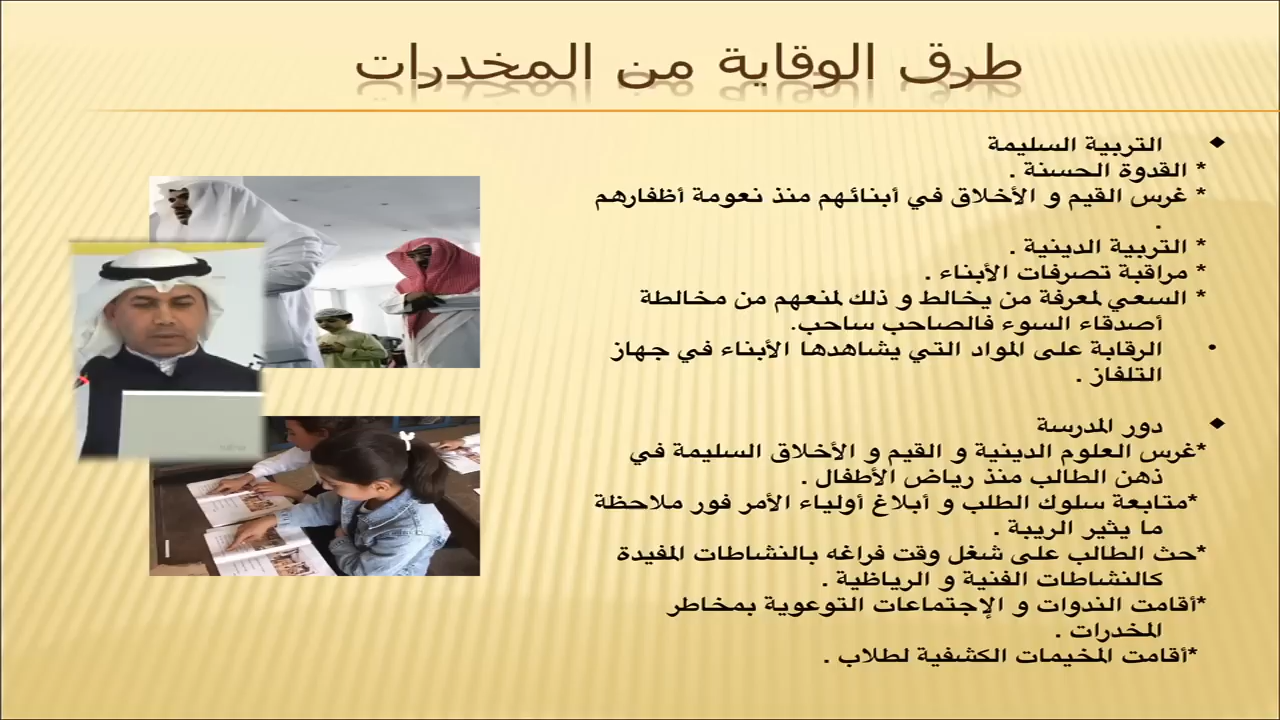 طرق الوقاية من المخدرات
◆ التربية السليمة
* القدوة الحسنة .
* غرس القيم و الأخلاق في أبنائهم منذ نعومة أظفارهم
.
* التربية الدينية .
* مراقبة تصرفات الأبناء .
* السعي لمعرفة من يخالط و ذلك لمنعهم من مخالطة
أصدقاء السوء فالصاحب ساحب.
• الرقابة على المواد التي يشاهدها الأبناء في جهاز
التلفاز .
◆ دور المدرسة
*غرس العلوم الدينية و القيم و الأخلاق السليمة في
ذهن الطالب منذ رياض الأطفال .
*متابعة سلوك الطلب و أبلاغ أولياء الأمر فور ملاحظة
ما يثير الريبة .
*حث الطالب على شغل وقت فراغه بالنشاطات المفيدة
كالنشاطات الفنية و الرياظية .
*أقامت الندوات و الإجتماعات التوعوية بمخاطر
المخدرات .
*أقامت المخيمات الكشفية لطلاب .